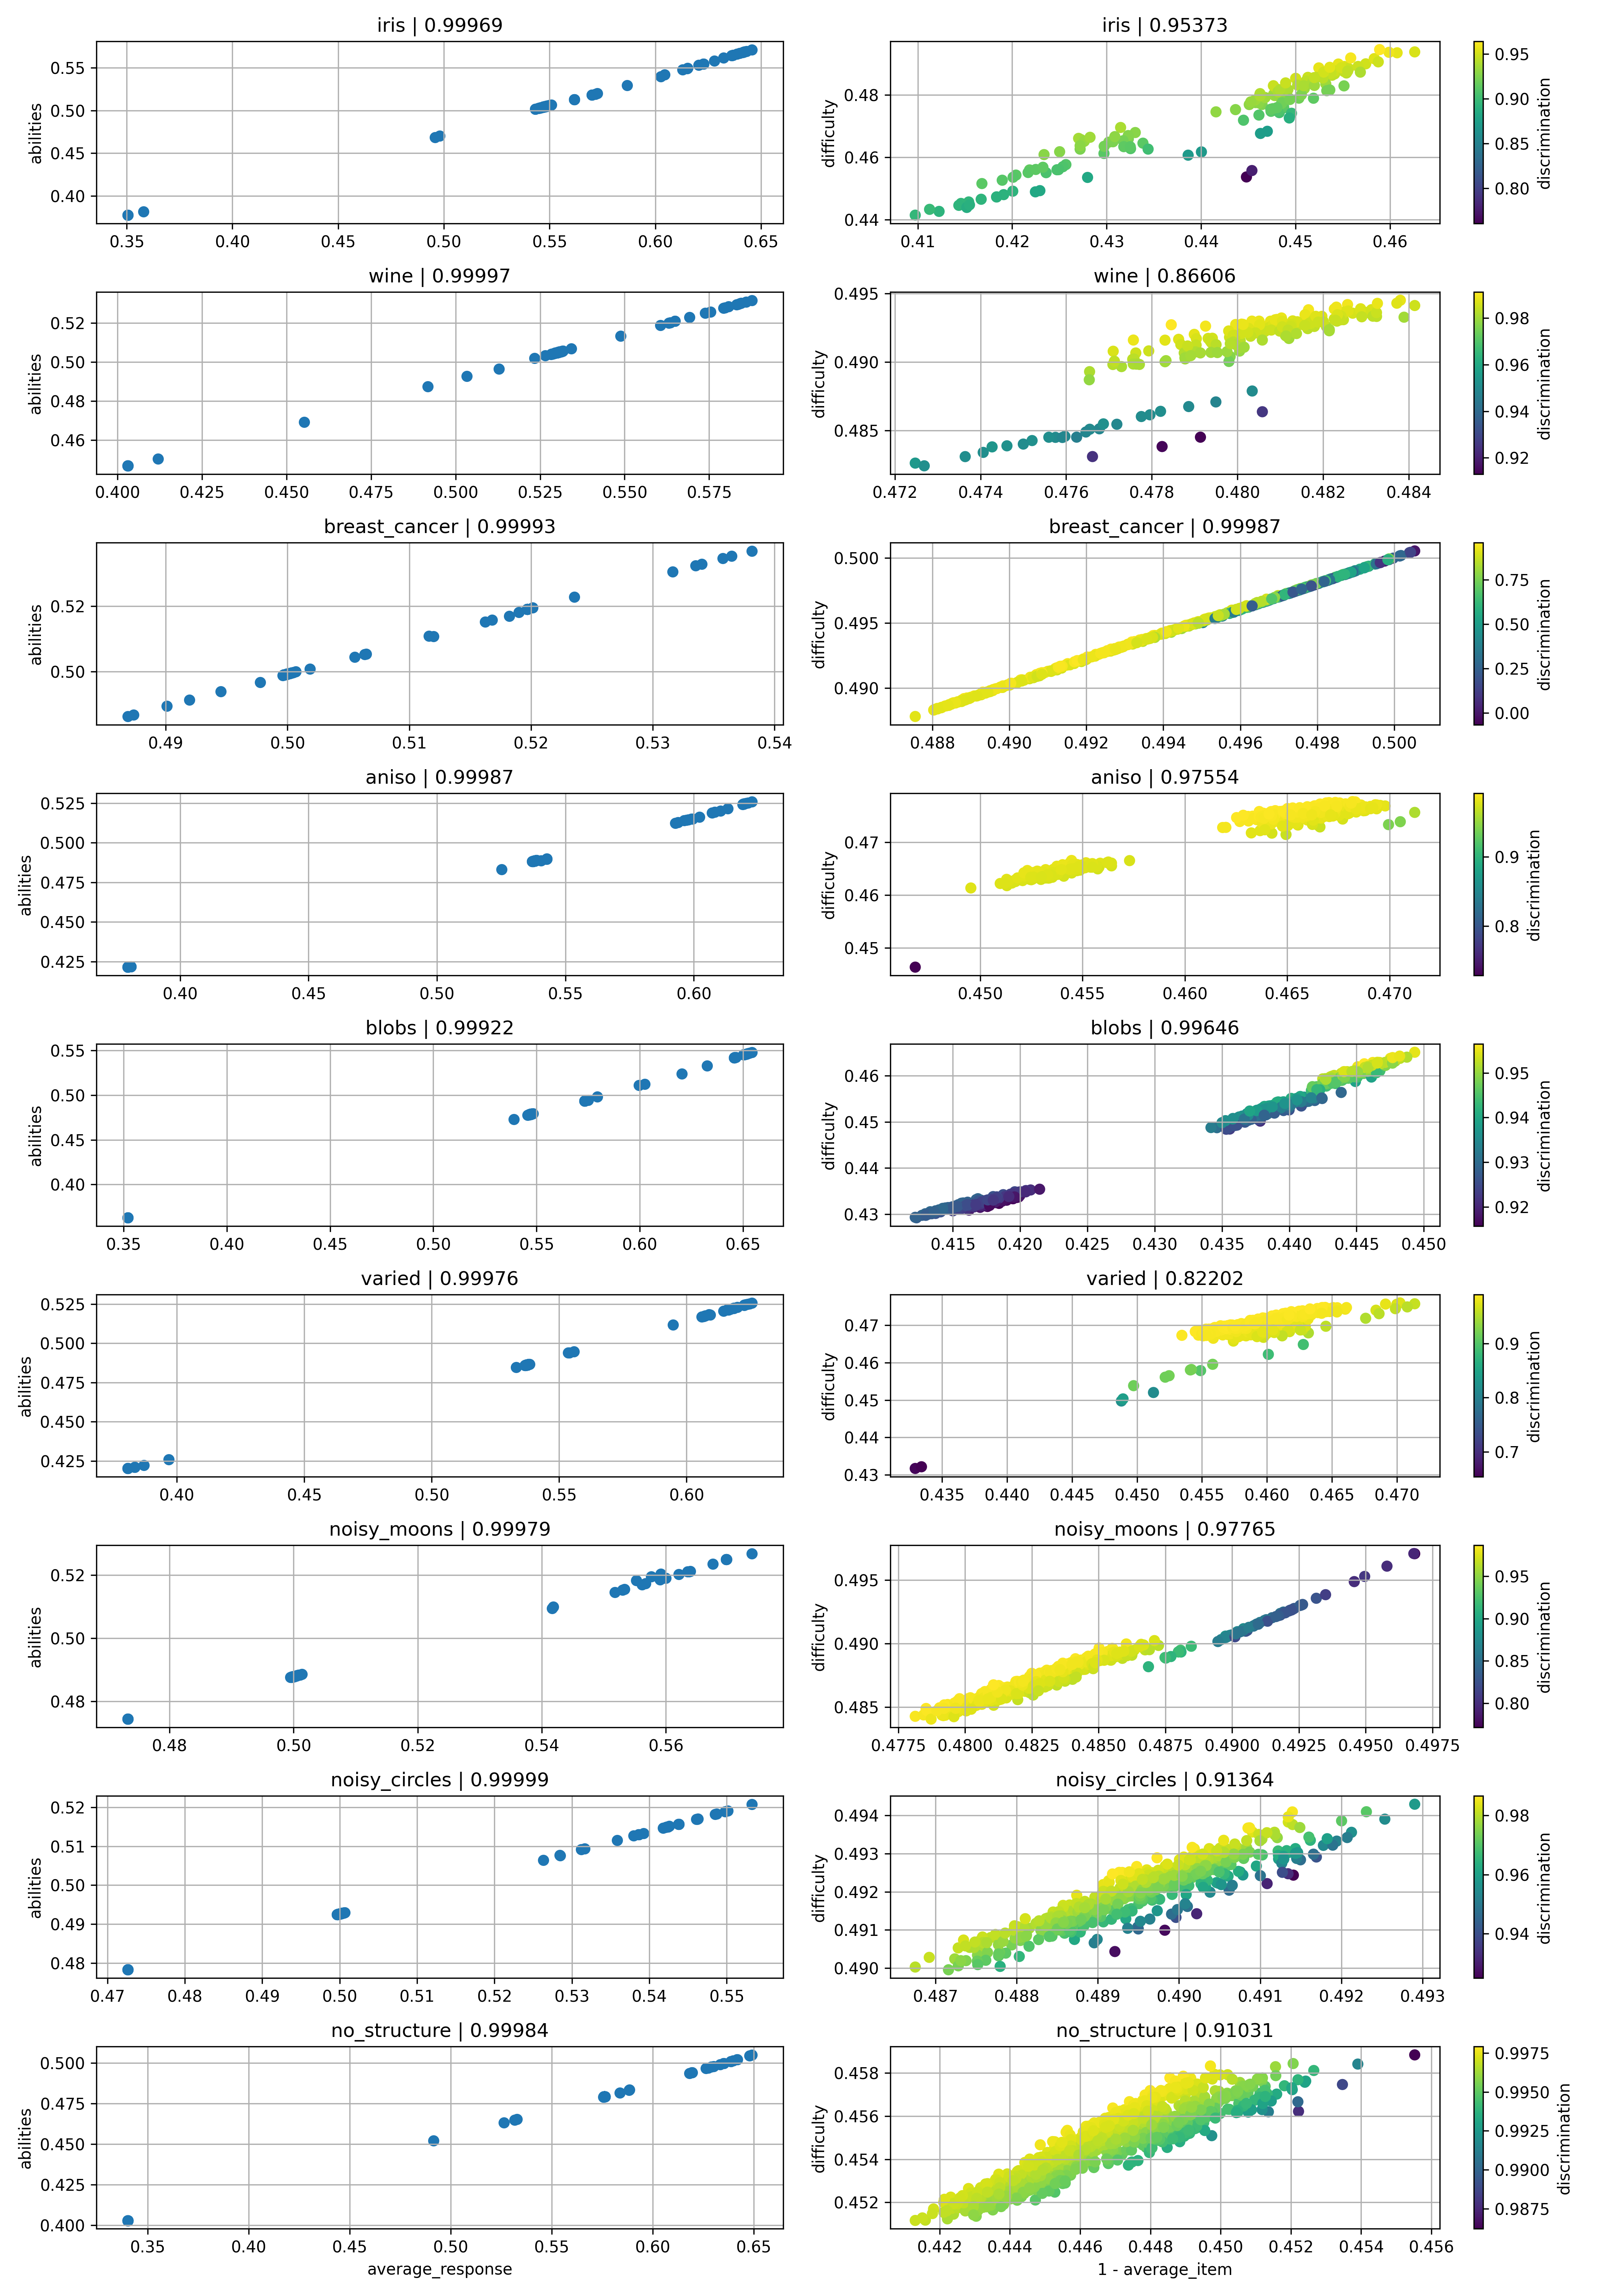 iris | 0.99969
abilities
0.55
0.50
0.45
0.40
0.35 0.40 0.45 0.50 0.55 0.60 0.65
iris | 0.95373
difficulty
0.48
0.46
0.44
0.41 0.42 0.43 0.44 0.45 0.46
0.95
0.90
0.85
0.80
discrimination
wine | 0.99997
abilities
0.52
0.50
0.48
0.46
0.400 0.425 0.450 0.475 0.500 0.525 0.550 0.575
wine | 0.86606
difficulty
0.495
0.490
0.485
0.472 0.474 0.476 0.478 0.480 0.482 0.484
0.98
0.96
0.94
0.92
discrimination
breast_cancer | 0.99993
abilities
0.52
0.50
0.49 0.50 0.51 0.52 0.53 0.54
breast_cancer | 0.99987
difficulty
0.500
0.495
0.490
0.488 0.490 0.492 0.494 0.496 0.498 0.500
0.75
0.50
0.25
0.00
discrimination
aniso | 0.99987
abilities
0.525
0.500
0.475
0.450
0.425
0.40 0.45 0.50 0.55 0.60
aniso | 0.97554
difficulty
0.47
0.46
0.45
0.450 0.455 0.460 0.465 0.470
0.9
0.8
discrimination
blobs | 0.99922
abilities
0.55
0.50
0.45
0.40
0.35 0.40 0.45 0.50 0.55 0.60 0.65
blobs | 0.99646
difficulty
0.46
0.45
0.44
0.43
0.415 0.420 0.425 0.430 0.435 0.440 0.445 0.450
0.95
0.94
0.93
0.92
discrimination
varied | 0.99976
abilities
0.525
0.500
0.475
0.450
0.425
0.40 0.45 0.50 0.55 0.60
varied | 0.82202
difficulty
0.47
0.46
0.45
0.44
0.43
0.435 0.440 0.445 0.450 0.455 0.460 0.465 0.470
0.9
0.8
0.7
discrimination
noisy_moons | 0.99979
abilities
0.52
0.50
0.48
0.48 0.50 0.52 0.54 0.56
noisy_moons | 0.97765
difficulty
0.495
0.490
0.485
0.4775 0.4800 0.4825 0.4850 0.4875 0.4900 0.4925 0.4950 0.4975
0.95
0.90
0.85
0.80
discrimination
noisy_circles | 0.99999
abilities
0.52
0.51
0.50
0.49
0.48
0.47 0.48 0.49 0.50 0.51 0.52 0.53 0.54 0.55
noisy_circles | 0.91364
difficulty
0.494
0.493
0.492
0.491
0.490
0.487 0.488 0.489 0.490 0.491 0.492 0.493
0.98
0.96
0.94
discrimination
no_structure | 0.99984
abilities
0.500
0.475
0.450
0.425
0.400
0.35 0.40 0.45 0.50 0.55 0.60 0.65
average_response
no_structure | 0.91031
difficulty
0.458
0.456
0.454
0.452
0.442 0.444 0.446 0.448 0.450 0.452 0.454 0.456
1 - average_item
0.9975
0.9950
0.9925
0.9900
0.9875
discrimination